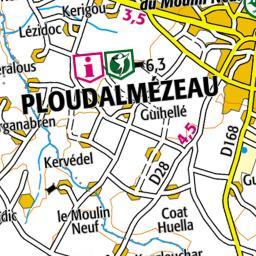 du Moulin Neuf
Kerigou
3,5
Lézidoc
i
6,3
PLOUDALMÉZEAU
Guihellé
4,5
D168
Kervédel
D28
le Moulin
Neuf
Coat
Huella